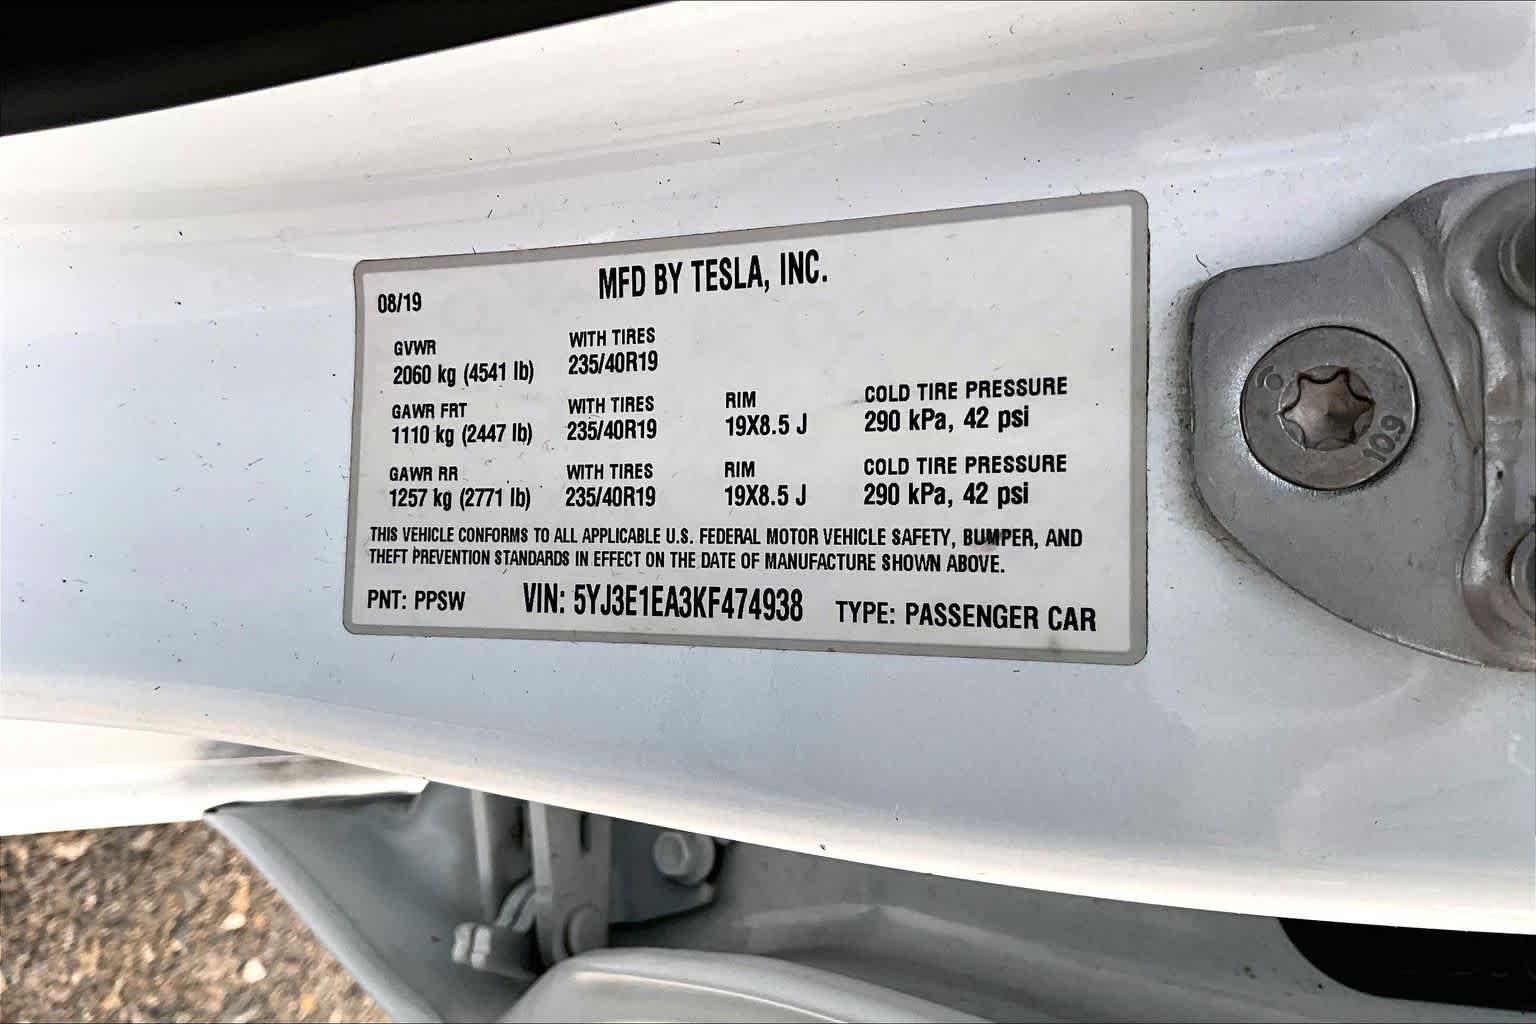 MFD BY TESLA, INC.
08/19
GVWR WITH TIRES
2060 kg (4541 lb) 235/40R19
GAWR FRT WITH TIRES RIM COLD TIRE PRESSURE
1110 kg (2447 lb) 235/40R19 19X8.5 J 290 kPa, 42 psi
GAWR RR WITH TIRES RIM COLD TIRE PRESSURE
1257 kg (2771 lb) 235/40R19 19X8.5 J 290 kPa, 42 psi
THIS VEHICLE CONFORMS TO ALL APPLICABLE U.S. FEDERAL MOTOR VEHICLE SAFETY, BUMPER, AND
THEFT PREVENTION STANDARDS IN EFFECT ON THE DATE OF MANUFACTURE SHOWN ABOVE.
PNT: PPSW VIN: 5YJ3E1EA3KF474938 TYPE: PASSENGER CAR
10.9